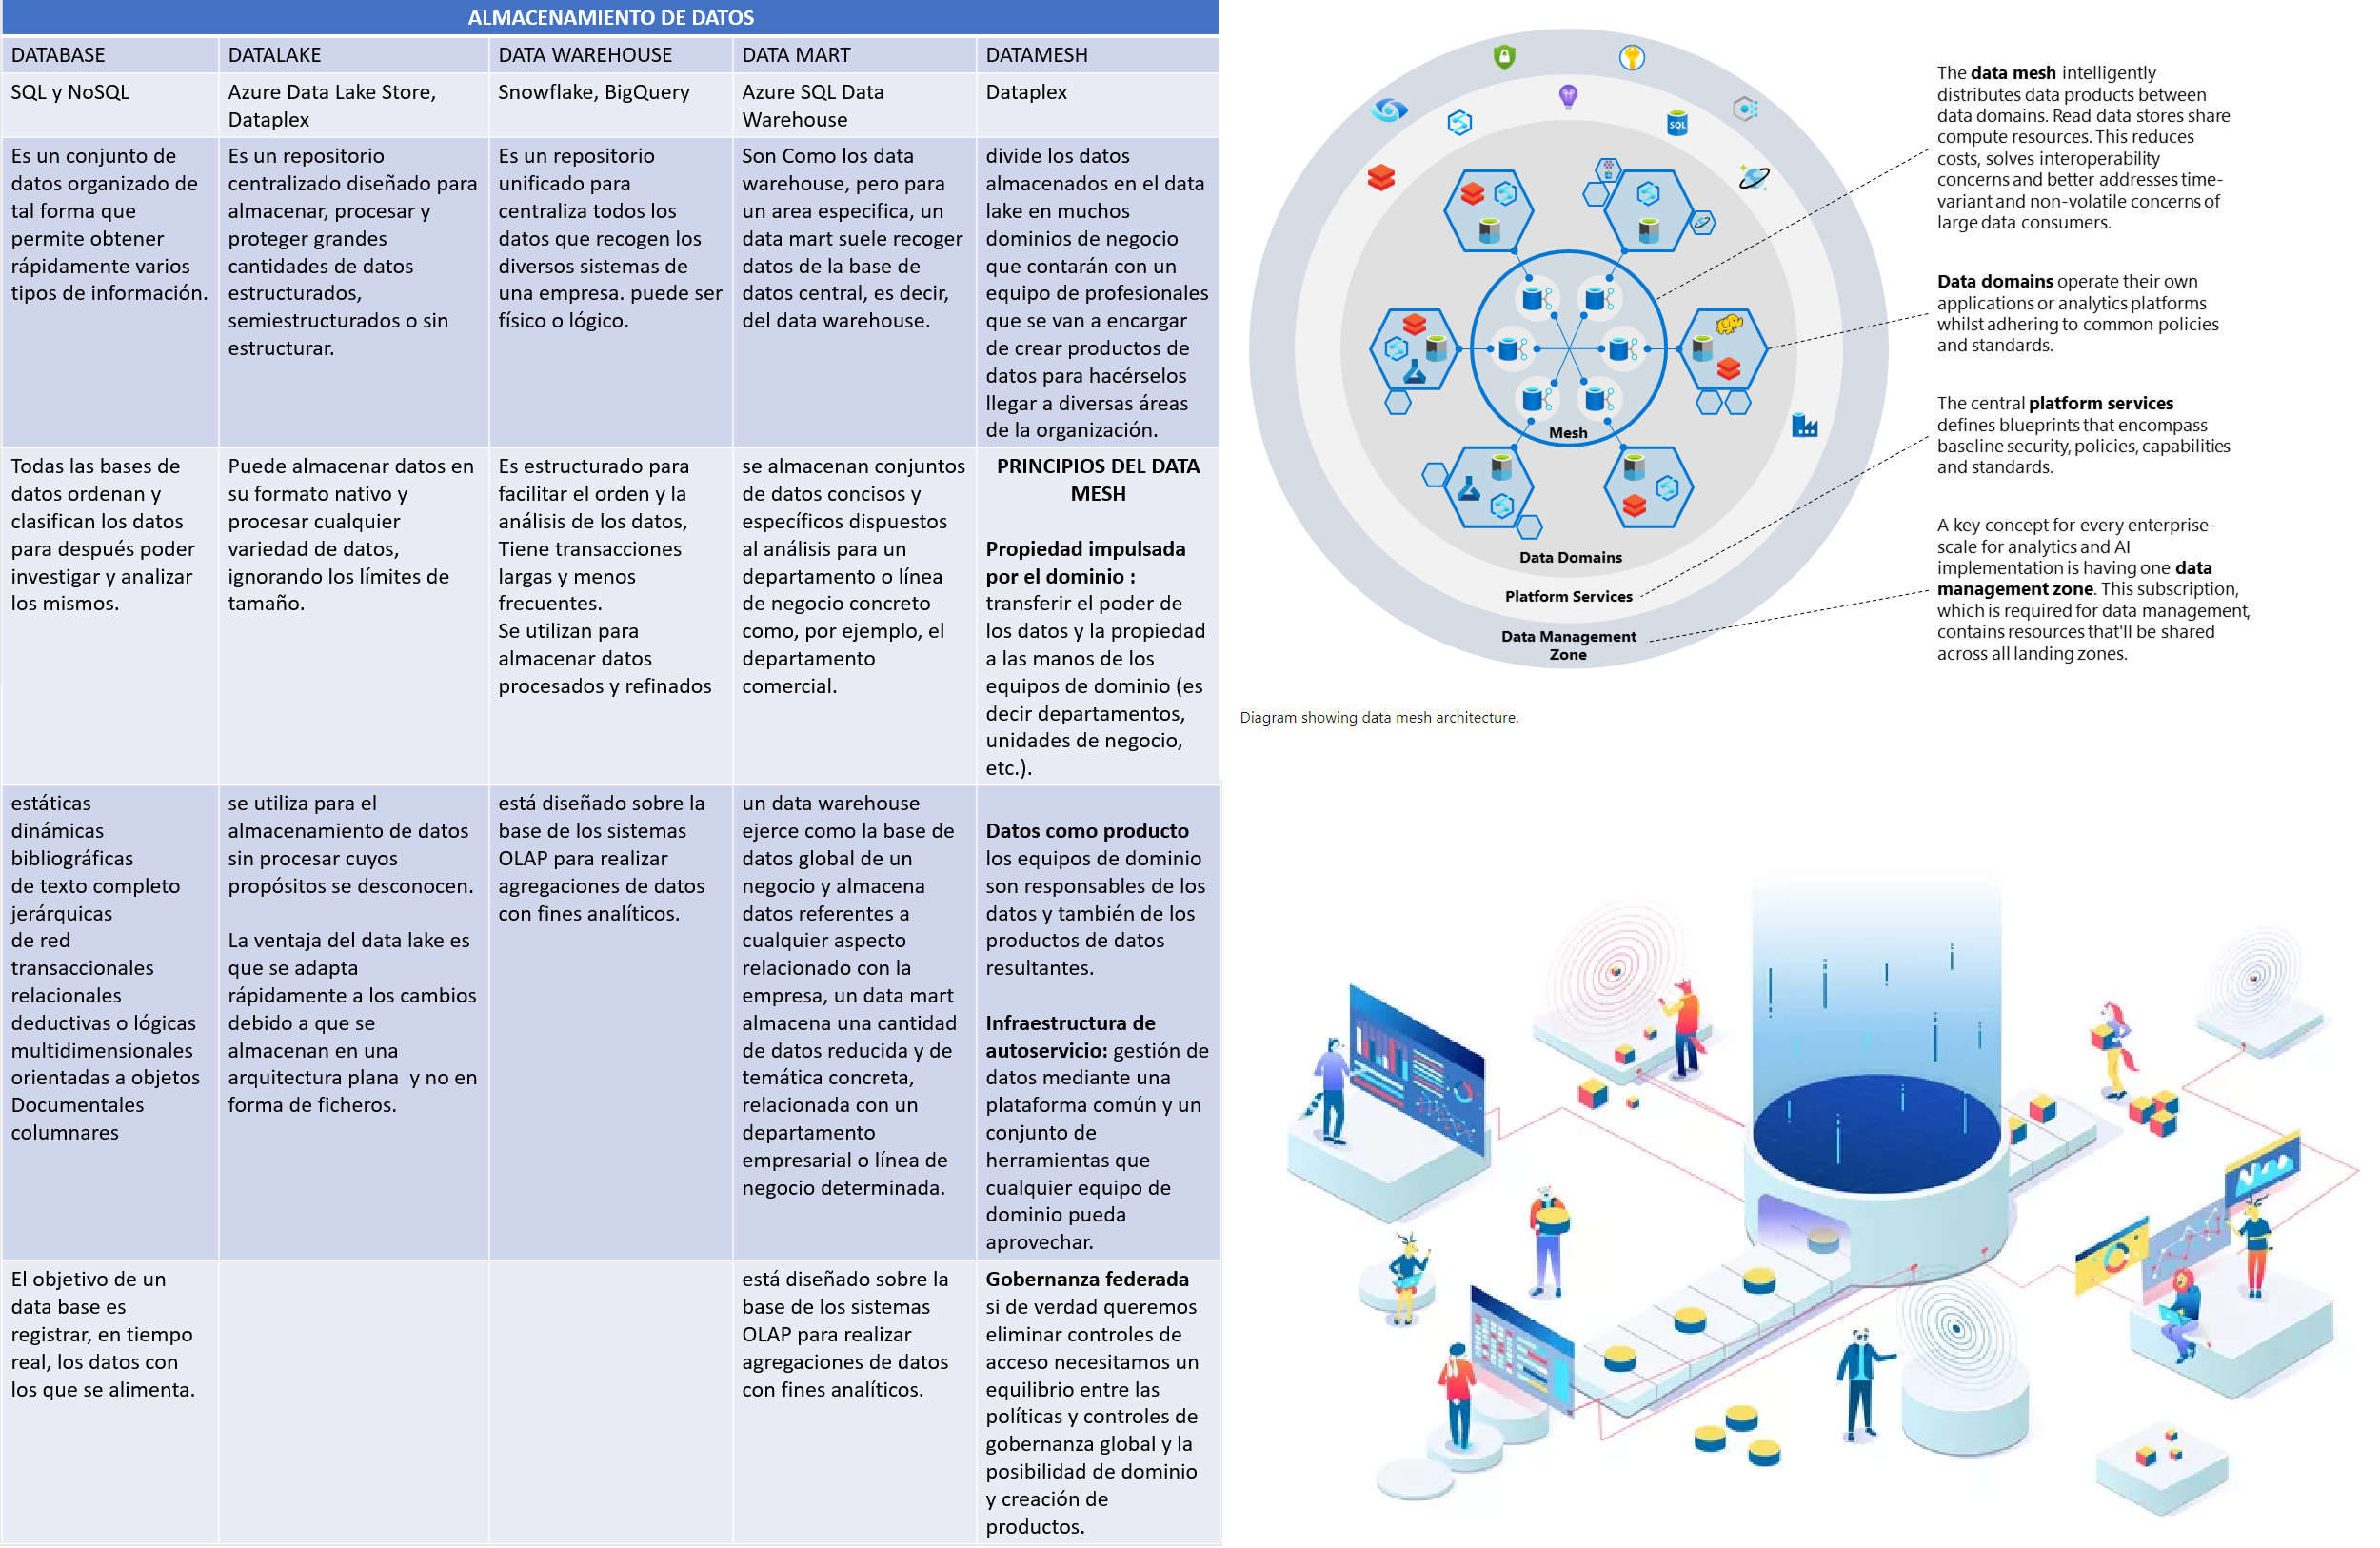 ALMACENAMIENTO DE DATOS
DATABASE
DATALAKE
DATA WAREHOUSE
DATA MART
DATAMESH
SQL y NoSQL
Azure Data Lake Store,
Dataplex
Snowflake, BigQuery
Azure SQL Data
Warehouse
Dataplex
Es un conjunto de
datos organizado de
tal forma que
permite obtener
rápidamente varios
tipos de información.
Es un repositorio
centralizado diseñado para
almacenar, procesar y
proteger grandes
cantidades de datos
estructurados,
semiestructurados o sin
estructurar.
Es un repositorio
unificado para
centraliza todos los
datos que recogen los
diversos sistemas de
una empresa. puede ser
físico o lógico.
Son Como los data
warehouse, pero para
un area especifica, un
data mart suele recoger
datos de la base de
datos central, es decir,
del data warehouse.
divide los datos
almacenados en el data
lake en muchos
dominios de negocio
que contarán con un
equipo de profesionales
que se van a encargar
de crear productos de
datos para hacérselos
llegar a diversas áreas
de la organización.
Todas las bases de
datos ordenan y
clasifican los datos
para después poder
investigar y analizar
los mismos.
Puede almacenar datos en
su formato nativo y
procesar cualquier
variedad de datos,
ignorando los límites de
tamaño.
Es estructurado para
facilitar el orden y la
análisis de los datos,
Tiene transacciones
largas y menos
frecuentes.
Se utilizan para
almacenar datos
procesados y refinados
se almacenan conjuntos
de datos concisos y
específicos dispuestos
al análisis para un
departamento o línea
de negocio concreto
como, por ejemplo, el
departamento
comercial.
PRINCIPIOS DEL DATA
MESH
Propiedad impulsada
por el dominio :
transferir el poder de
los datos y la propiedad
a las manos de los
equipos de dominio (es
decir departamentos,
unidades de negocio,
etc.).
estáticas
dinámicas
bibliográficas
de texto completo
jerárquicas
de red
transaccionales
relacionales
deductivas o lógicas
multidimensionales
orientadas a objetos
Documentales
columnares
se utiliza para el
almacenamiento de datos
sin procesar cuyos
propósitos se desconocen.
La ventaja del data lake es
que se adapta
rápidamente a los cambios
debido a que se
almacenan en una
arquitectura plana  y no en
forma de ficheros.
está diseñado sobre la
base de los sistemas
OLAP para realizar
agregaciones de datos
con fines analíticos.
un data warehouse
ejerce como la base de
datos global de un
negocio y almacena
datos referentes a
cualquier aspecto
relacionado con la
empresa, un data mart
almacena una cantidad
de datos reducida y de
temática concreta,
relacionada con un
departamento
empresarial o línea de
negocio determinada.
Datos como producto
los equipos de dominio
son responsables de los
datos y también de los
productos de datos
resultantes.
Infraestructura de
autoservicio: gestión de
datos mediante una
plataforma común y un
conjunto de
herramientas que
cualquier equipo de
dominio pueda
aprovechar.
El objetivo de un
data base es
registrar, en tiempo
real, los datos con
los que se alimenta.
está diseñado sobre la
base de los sistemas
OLAP para realizar
agregaciones de datos
con fines analíticos.
Gobernanza federada
si de verdad queremos
eliminar controles de
acceso necesitamos un
equilibrio entre las
políticas y controles de
gobernanza global y la
posibilidad de dominio
y creación de
productos.
SQL
Mesh
Data Domains
Platform Services
Data Management
Zone
The data mesh intelligently
distributes data products between
data domains. Read data stores share
compute resources. This reduces
costs, solves interoperability
concerns and better addresses time-
variant and non-volatile concerns of
large data consumers.
Data domains operate their own
applications or analytics platforms
whilst adhering to common policies
and standards.
The central platform services
defines blueprints that encompass
baseline security, policies, capabilities
and standards.
A key concept for every enterprise-
scale for analytics and AI
implementation is having one data
management zone. This subscription,
which is required for data management,
contains resources that'll be shared
across all landing zones.
Diagram showing data mesh architecture.